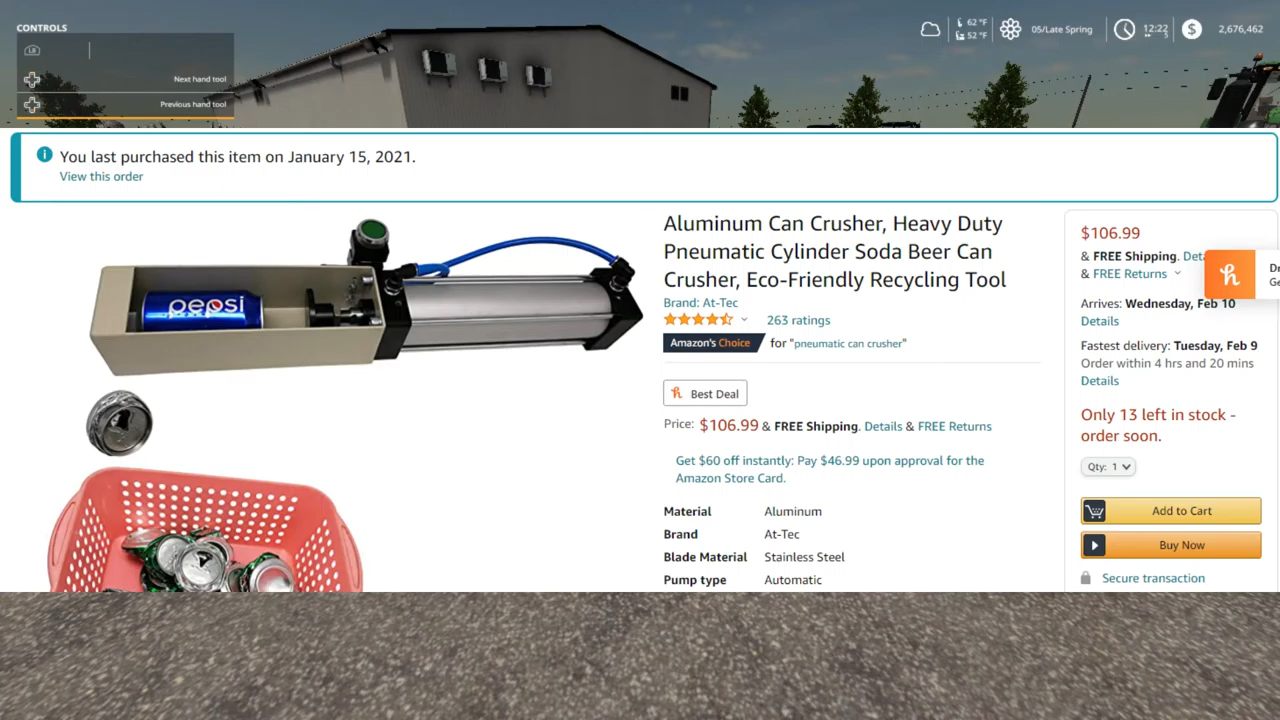 CONTROLS
LB
Next hand tool
Previous hand tool
62 °F
52 °F
05/Late Spring
12:22
$
2,676,462
You last purchased this item on January 15, 2021.
View this order
pepsi
Aluminum Can Crusher, Heavy Duty
Pneumatic Cylinder Soda Beer Can
Crusher, Eco-Friendly Recycling Tool
Brand: At-Tec
263 ratings
Amazon's Choice for "pneumatic can crusher"
h Best Deal
Price: $106.99 & FREE Shipping. Details & FREE Returns
Get $60 off instantly: Pay $46.99 upon approval for the
Amazon Store Card.
Material Aluminum
Brand At-Tec
Blade Material Stainless Steel
Pump type Automatic
$106.99
& FREE Shipping. Deta
& FREE Returns
h
Dr
Ge
Arrives: Wednesday, Feb 10
Details
Fastest delivery: Tuesday, Feb 9
Order within 4 hrs and 20 mins
Details
Only 13 left in stock -
order soon.
Qty: 1
Add to Cart
Buy Now
Secure transaction